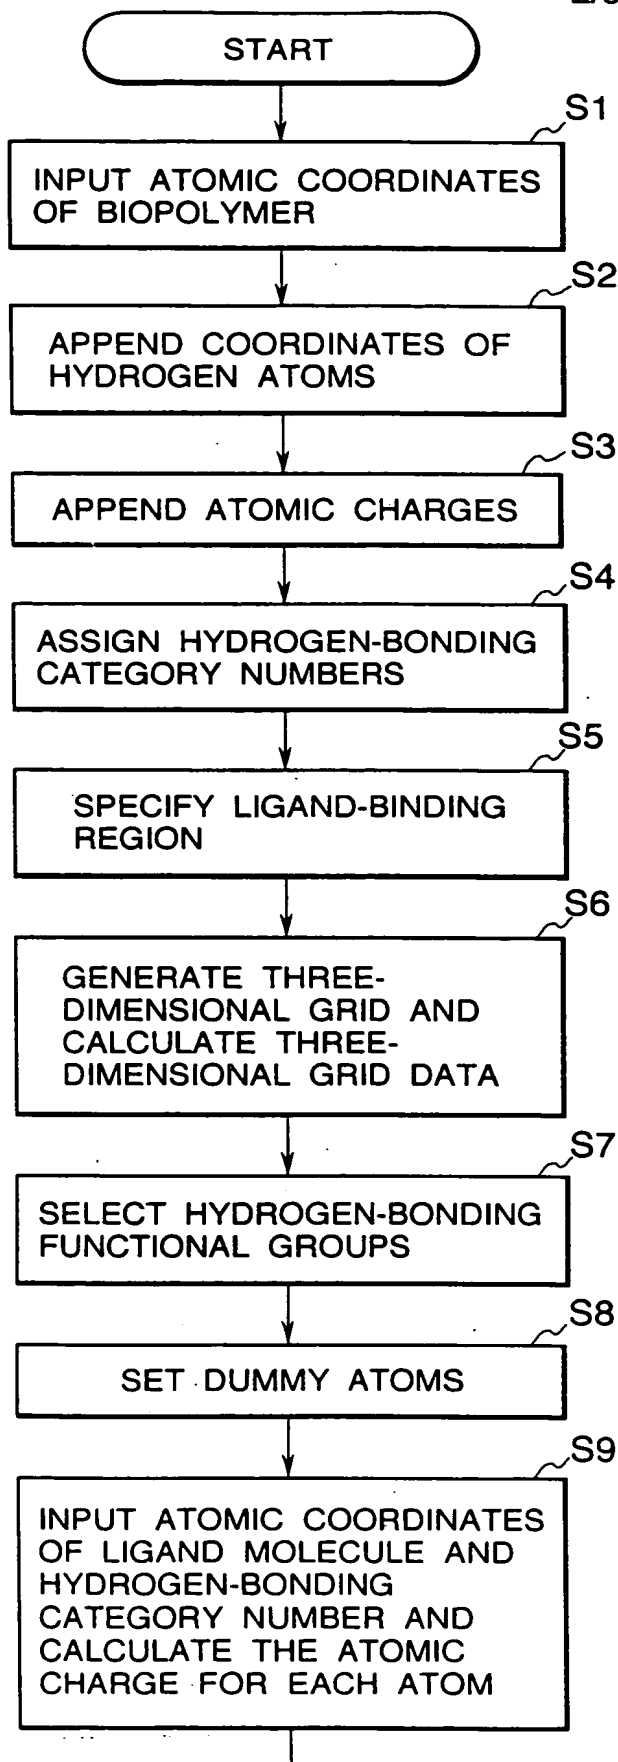 START
S1
INPUT ATOMIC COORDINATES
OF BIOPOLYMER
S2
APPEND COORDINATES OF
HYDROGEN ATOMS
S3
APPEND ATOMIC CHARGES
S4
ASSIGN HYDROGEN-BONDING
CATEGORY NUMBERS
S5
SPECIFY LIGAND-BINDING
REGION
S6
GENERATE THREE-
DIMENSIONAL GRID AND
CALCULATE THREE-
DIMENSIONAL GRID DATA
S7
SELECT HYDROGEN-BONDING
FUNCTIONAL GROUPS
S8
SET DUMMY ATOMS
S9
INPUT ATOMIC COORDINATES
OF LIGAND MOLECULE AND
HYDROGEN-BONDING
CATEGORY NUMBER AND
CALCULATE THE ATOMIC
CHARGE FOR EACH ATOM